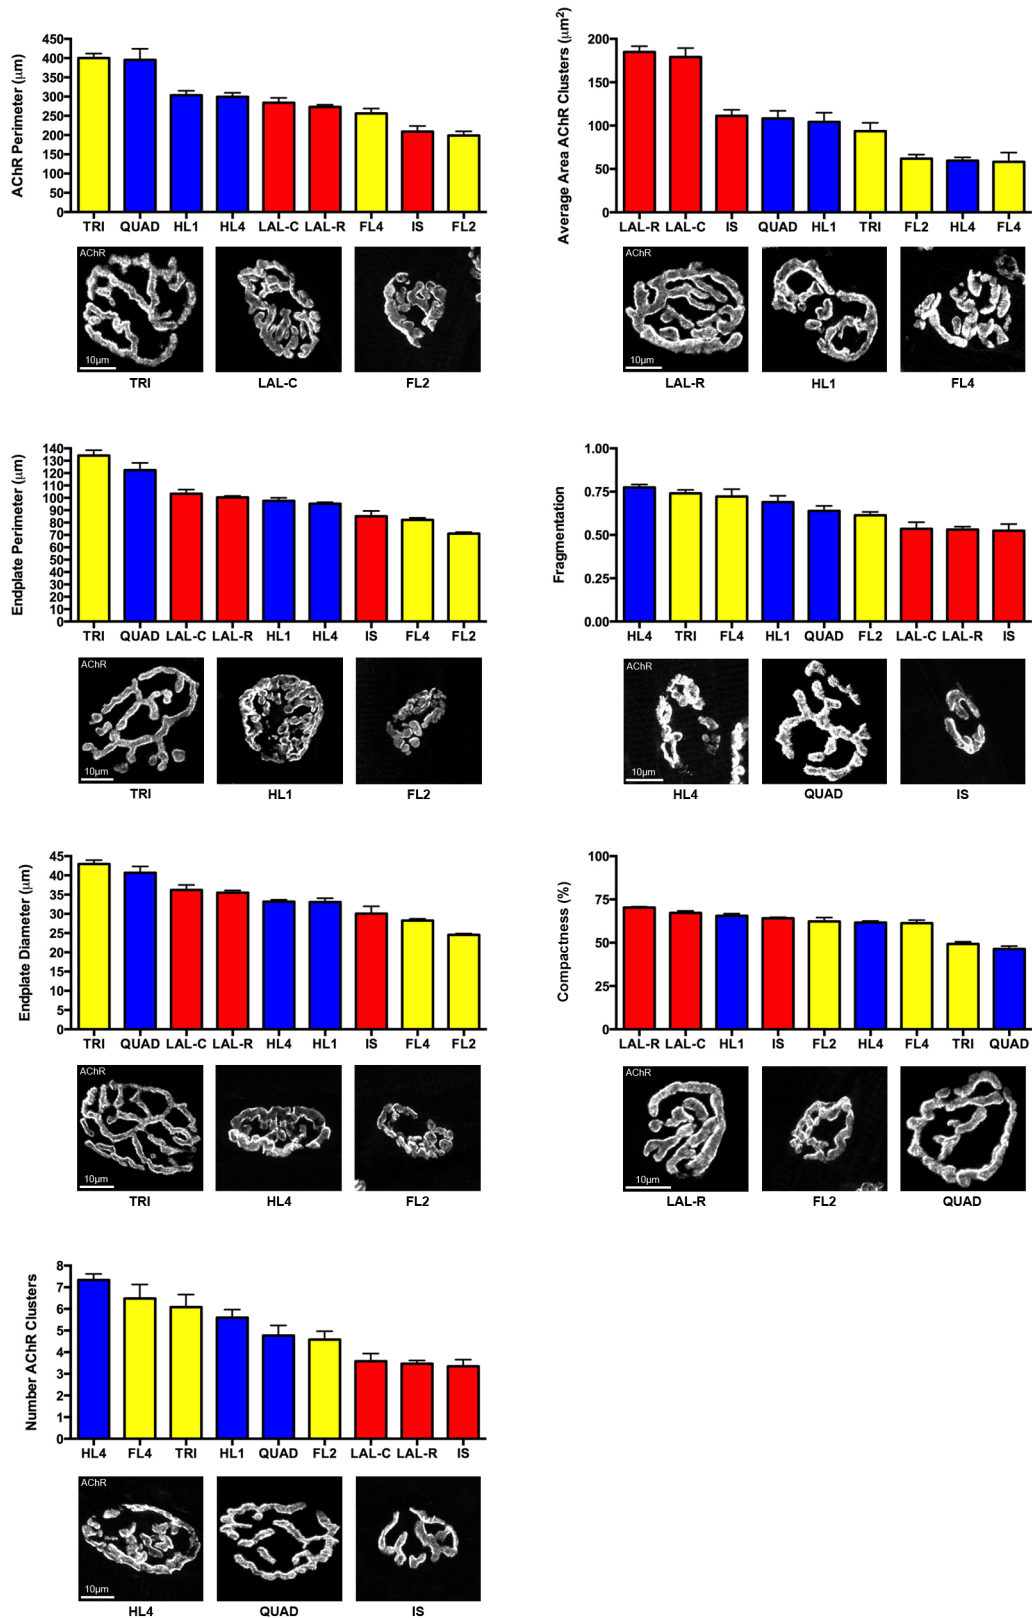 AChR Perimeter (µm)
450
400
350
300
250
200
150
100
50
0
TRI QUAD HL1 HL4 LAL-C LAL-R FL4 IS FL2
AChR
10µm
TRI LAL-C FL2
Average Area AChR Clusters (µm²)
200
150
100
50
0
LAL-R LAL-C IS QUAD HL1 TRI FL2 HL4 FL4
AChR
10µm
LAL-R HL1 FL4
Endplate Perimeter (µm)
140
130
120
110
100
90
80
70
60
50
40
30
20
10
0
TRI QUAD LAL-C LAL-R HL1 HL4 IS FL4 FL2
AChR
10µm
TRI HL1 FL2
Fragmentation
1.00
0.75
0.50
0.25
0.00
HL4 TRI FL4 HL1 QUAD FL2 LAL-C LAL-R IS
AChR
10µm
HL4 QUAD IS
Endplate Diameter (µm)
45
40
35
30
25
20
15
10
5
0
TRI QUAD LAL-C LAL-R HL4 HL1 IS FL4 FL2
AChR
10µm
TRI HL4 FL2
Compactness (%)
100
75
50
25
0
LAL-R LAL-C HL1 IS FL2 HL4 FL4 TRI QUAD
AChR
10µm
LAL-R FL2 QUAD
Number AChR Clusters
8
7
6
5
4
3
2
1
0
HL4 FL4 TRI HL1 QUAD FL2 LAL-C LAL-R IS
AChR
10µm
HL4 QUAD IS